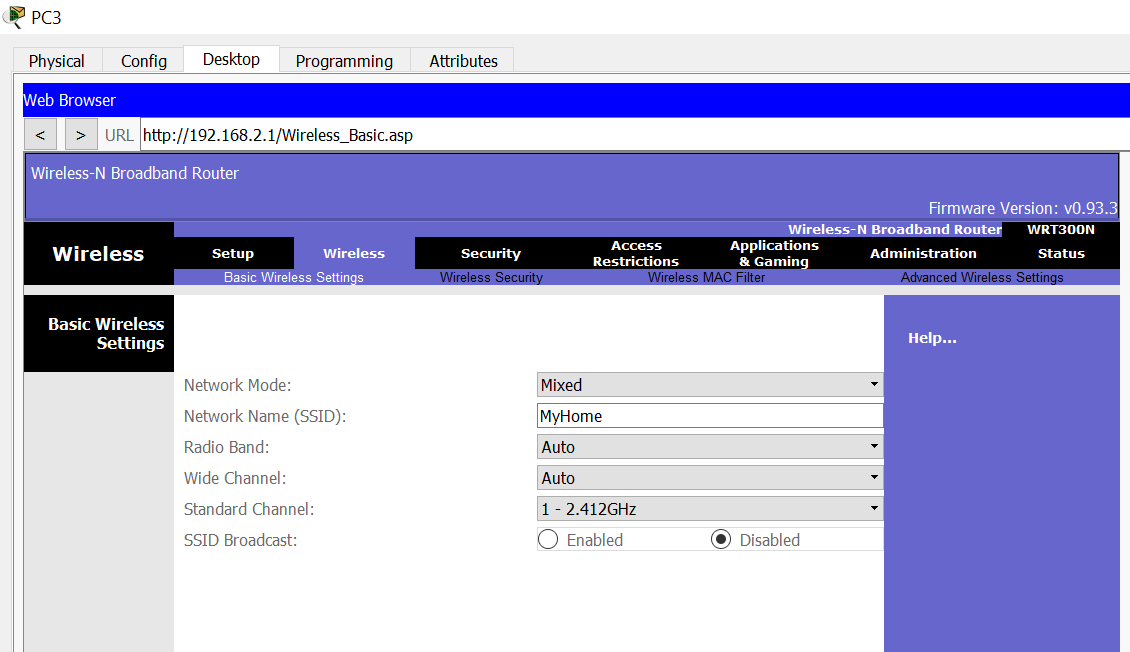 PC3
Physical Config Desktop Programming Attributes
Web Browser
< > URL http://192.168.2.1/Wireless_Basic.asp
Wireless-N Broadband Router
Firmware Version: v0.93.3
Wireless-N Broadband Router WRT300N
Wireless Setup Wireless Security Access Restrictions Applications & Gaming Administration Status
Basic Wireless Settings Wireless Security Wireless MAC Filter Advanced Wireless Settings
Basic Wireless
Settings
Help...
Network Mode: Mixed
Network Name (SSID): MyHome
Radio Band: Auto
Wide Channel: Auto
Standard Channel: 1 - 2.412GHz
SSID Broadcast: Enabled Disabled